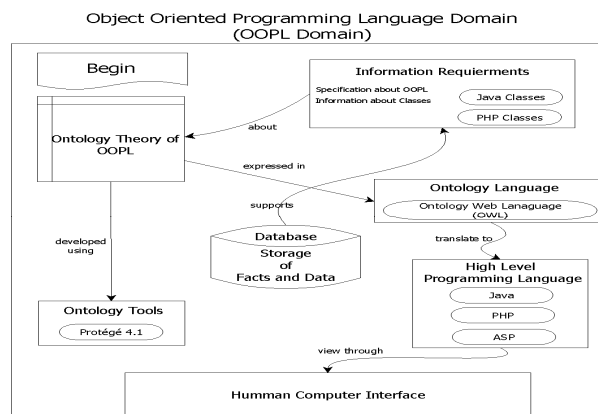 Object Oriented Programming Language Domain
(OOPL Domain)
Begin
Information Requierments
Specification about OOPL
Information about Classes
Java Classes
PHP Classes
Ontology Theory of
OOPL
about
expressed in
Ontology Language
Ontology Web Lanaguage
(OWL)
supports
Database
Storage
of
Facts and Data
developed
using
translate to
High Level
Programming Language
Java
PHP
ASP
Ontology Tools
Protégé 4.1
view through
Humman Computer Interface